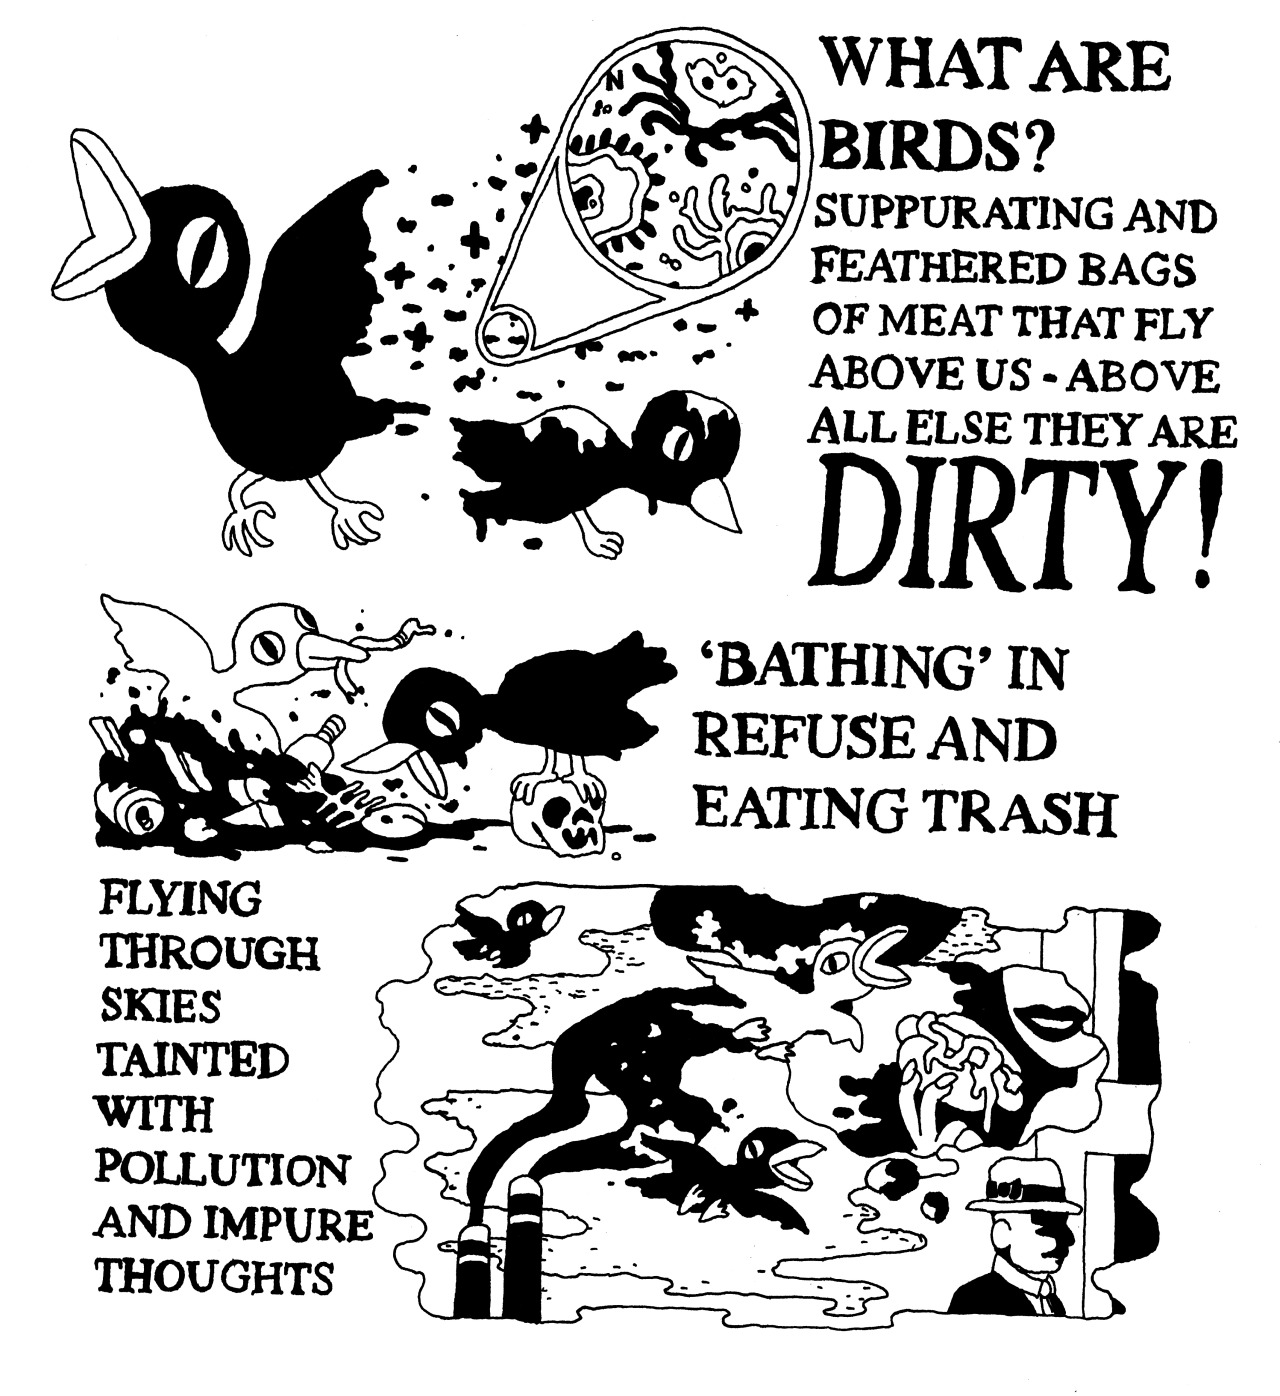 WHAT ARE
BIRDS?
SUPPURATING AND
FEATHERED BAGS
OF MEAT THAT FLY
ABOVE US - ABOVE
ALL ELSE THEY ARE
DIRTY!
N
'BATHING' IN
REFUSE AND
EATING TRASH
FLYING
THROUGH
SKIES
TAINTED
WITH
POLLUTION
AND IMPURE
THOUGHTS